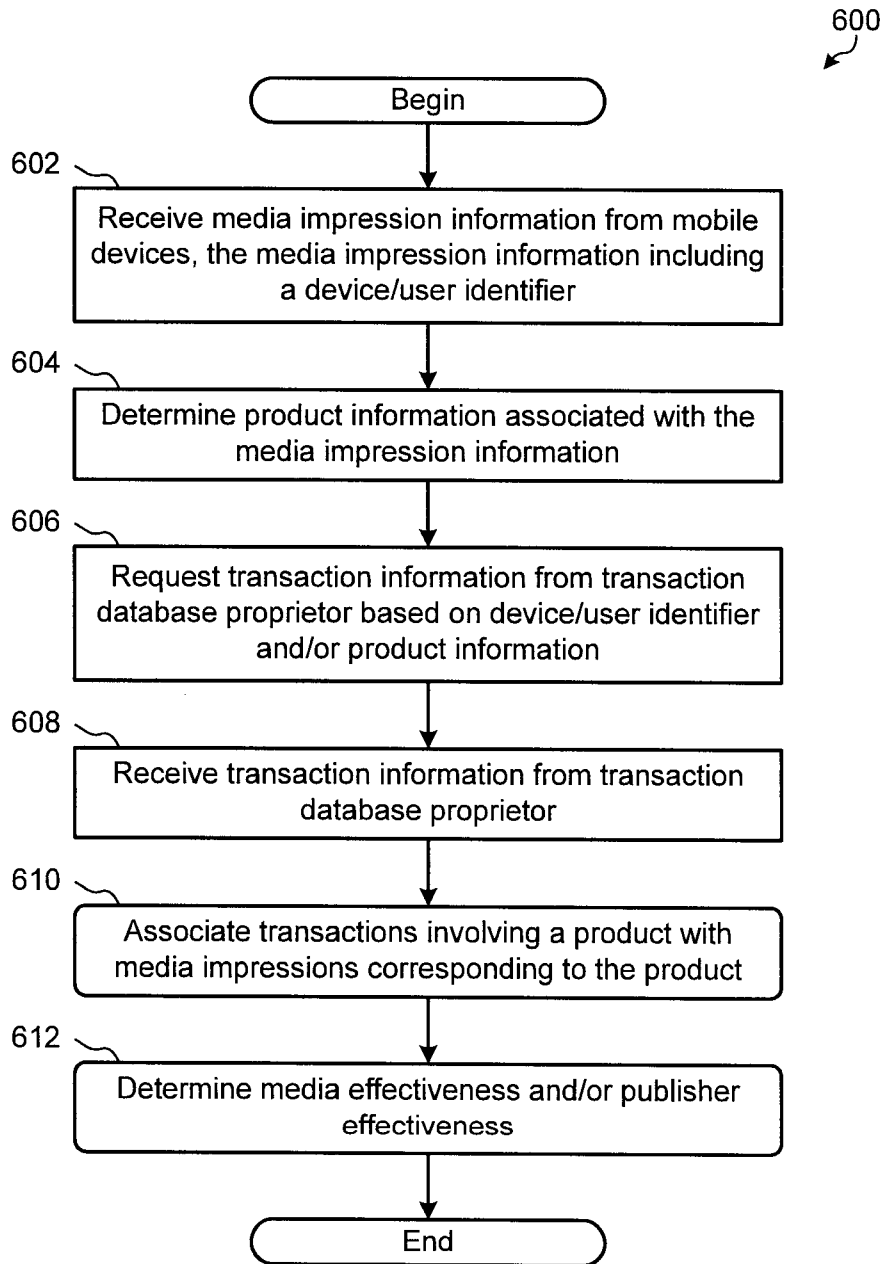 600
Begin
602
Receive media impression information from mobile
devices, the media impression information including
a device/user identifier
604
Determine product information associated with the
media impression information
606
Request transaction information from transaction
database proprietor based on device/user identifier
and/or product information
608
Receive transaction information from transaction
database proprietor
610
Associate transactions involving a product with
media impressions corresponding to the product
612
Determine media effectiveness and/or publisher
effectiveness
End